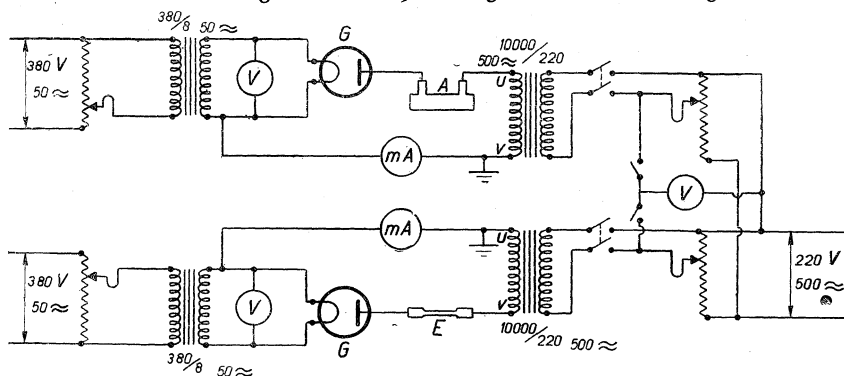 380/8 50≈
G
10000/220
500≈
380 V
50≈
V
A
U
V
mA
V
mA
U
380 V
50≈
V
G
E
V
220 V
500≈
380/8 50≈
10000/220 500≈